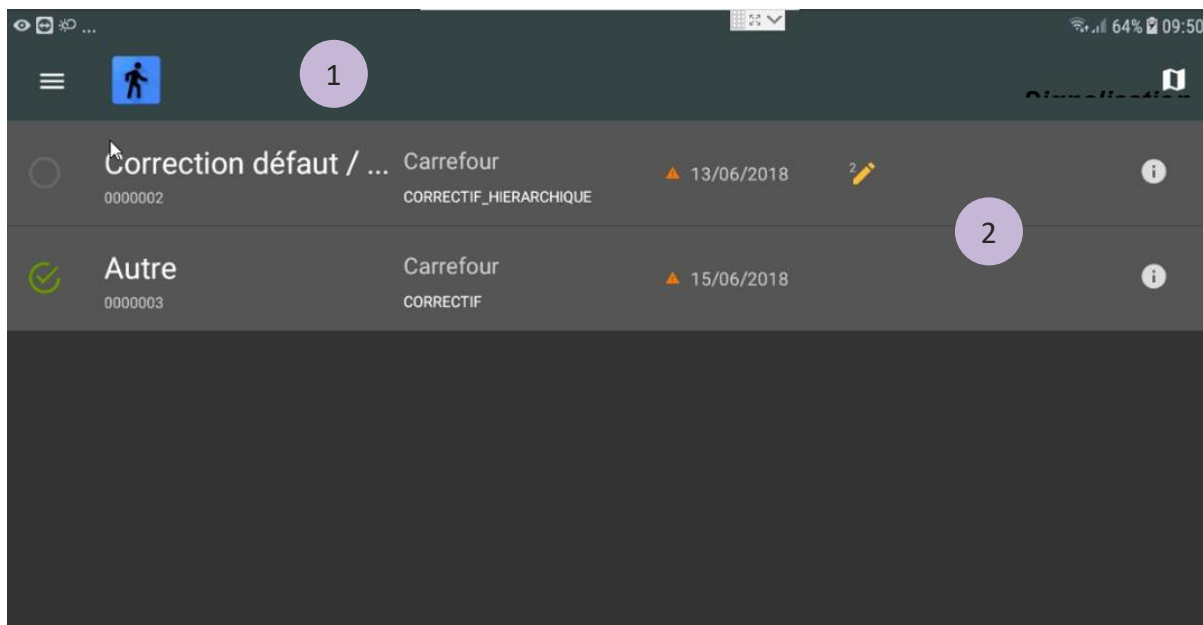 ... 64% 09:50
1
Signalisation
Correction défaut / ... Carrefour 13/06/2018 2
0000002 CORRECTIF_HIERARCHIQUE
2
Autre Carrefour 15/06/2018
0000003 CORRECTIF